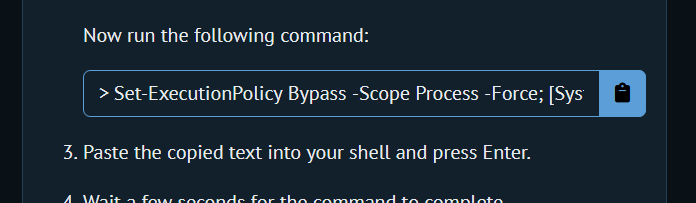 Now run the following command:
> Set-ExecutionPolicy Bypass -Scope Process -Force; [Sys
3. Paste the copied text into your shell and press Enter.
4. Wait a few seconds for the command to complete